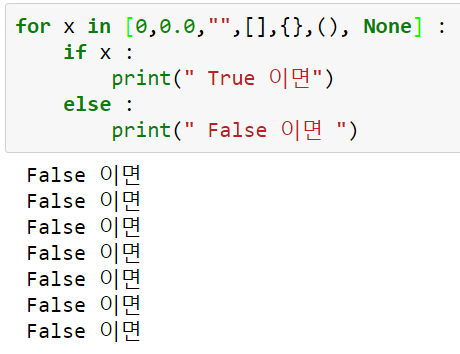 for x in [0,0.0,"",[],{},(), None] :
    if x :
        print(" True 이면")
    else :
        print(" False 이면 ")
False 이면
False 이면
False 이면
False 이면
False 이면
False 이면
False 이면